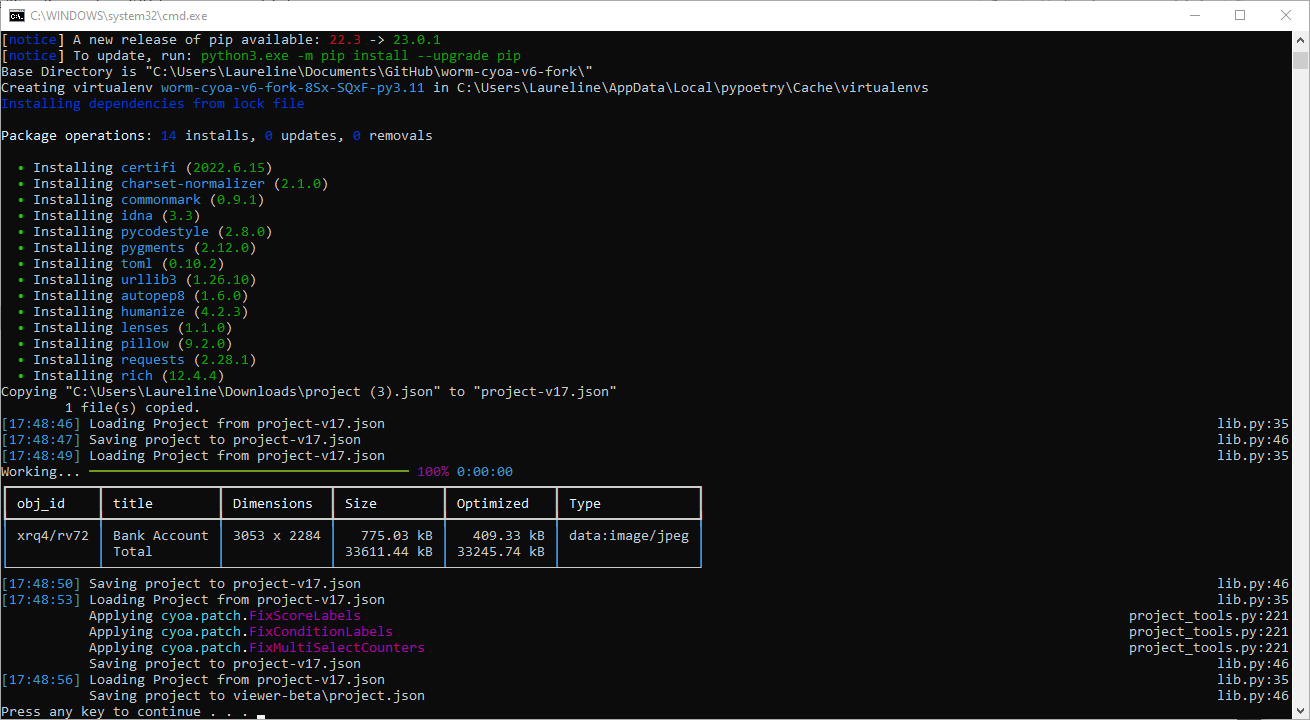 C:\WINDOWS\system32\cmd.exe
[notice] A new release of pip available: 22.3 -> 23.0.1
[notice] To update, run: python3.exe -m pip install --upgrade pip
Base Directory is "C:\Users\Laureline\Documents\GitHub\worm-cyoa-v6-fork\"
Creating virtualenv worm-cyoa-v6-fork-8Sx-SQxF-py3.11 in C:\Users\Laureline\AppData\Local\pypoetry\Cache\virtualenvs
Installing dependencies from lock file
Package operations: 14 installs, 0 updates, 0 removals
• Installing certifi (2022.6.15)
• Installing charset-normalizer (2.1.0)
• Installing commonmark (0.9.1)
• Installing idna (3.3)
• Installing pycodestyle (2.8.0)
• Installing pygments (2.12.0)
• Installing toml (0.10.2)
• Installing urllib3 (1.26.10)
• Installing autopep8 (1.6.0)
• Installing humanize (4.2.3)
• Installing lenses (1.1.0)
• Installing pillow (9.2.0)
• Installing requests (2.28.1)
• Installing rich (12.4.4)
Copying "C:\Users\Laureline\Downloads\project (3).json" to "project-v17.json"
1 file(s) copied.
[17:48:46] Loading Project from project-v17.json lib.py:35
[17:48:47] Saving project to project-v17.json lib.py:46
[17:48:49] Loading Project from project-v17.json lib.py:35
Working... 100% 0:00:00
obj_id title Dimensions Size Optimized Type
xrq4/rv72 Bank Account 3053 x 2284 775.03 kB 409.33 kB data:image/jpeg
Total 33611.44 kB 33245.74 kB
[17:48:50] Saving project to project-v17.json lib.py:46
[17:48:53] Loading Project from project-v17.json lib.py:35
Applying cyoa.patch.FixScoreLabels project_tools.py:221
Applying cyoa.patch.FixConditionLabels project_tools.py:221
Applying cyoa.patch.FixMultiSelectCounters project_tools.py:221
Saving project to project-v17.json lib.py:46
[17:48:56] Loading Project from project-v17.json lib.py:35
Saving project to viewer-beta\project.json lib.py:46
Press any key to continue . . .